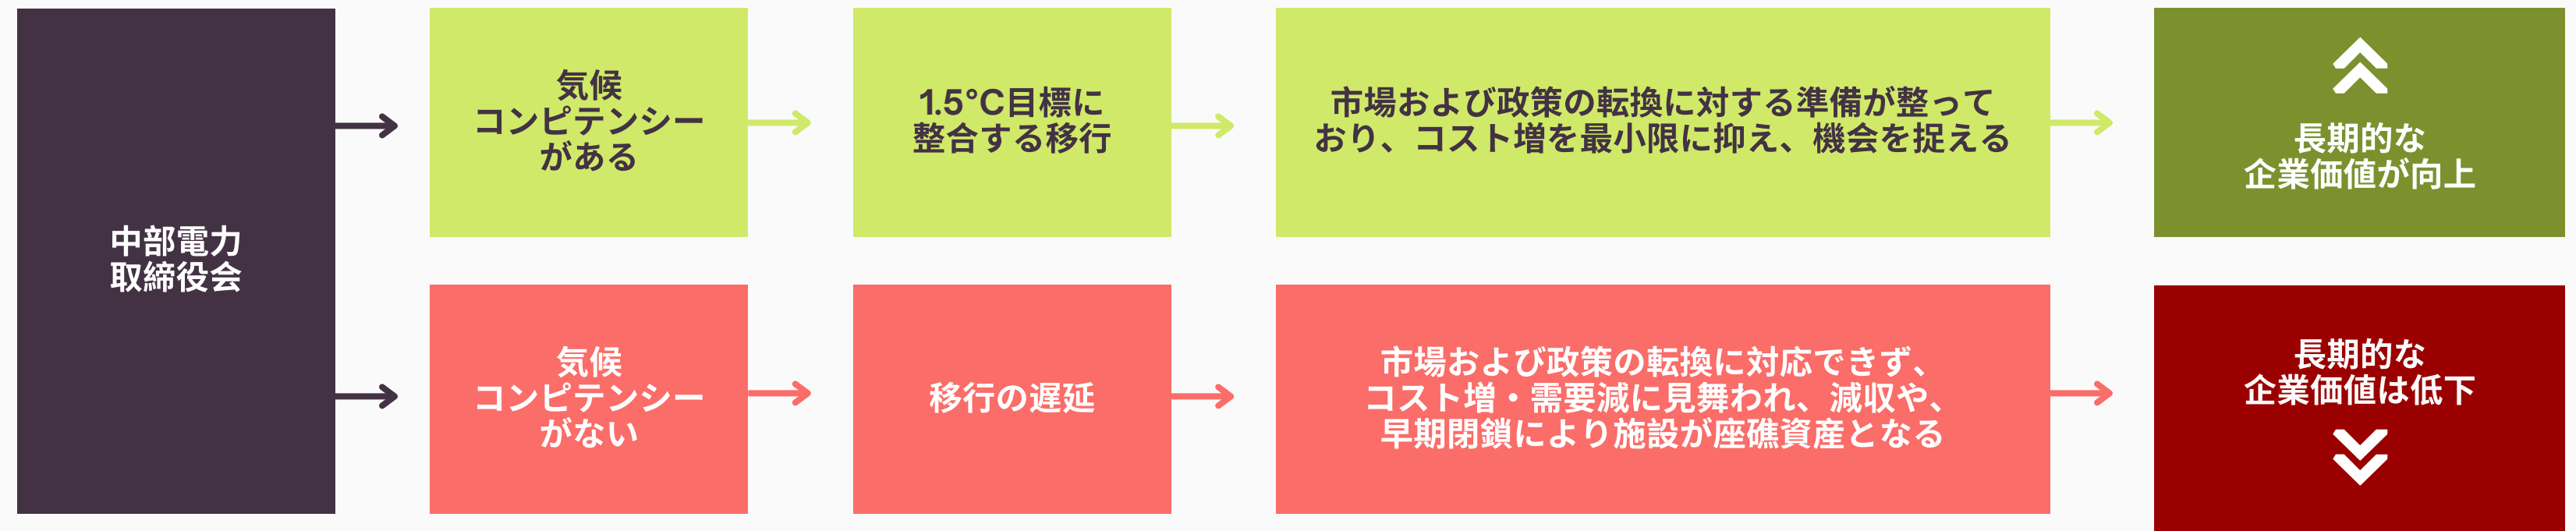 中部電力
取締役会
気候
コンピテンシー
がある
1.5°C目標に
整合する移行
市場および政策の転換に対する準備が整って
おり、コスト増を最小限に抑え、機会を捉える
長期的な
企業価値が向上
気候
コンピテンシー
がない
移行の遅延
市場および政策の転換に対応できず、
コスト増・需要減に見舞われ、減収や、
早期閉鎖により施設が座礁資産となる
長期的な
企業価値は低下